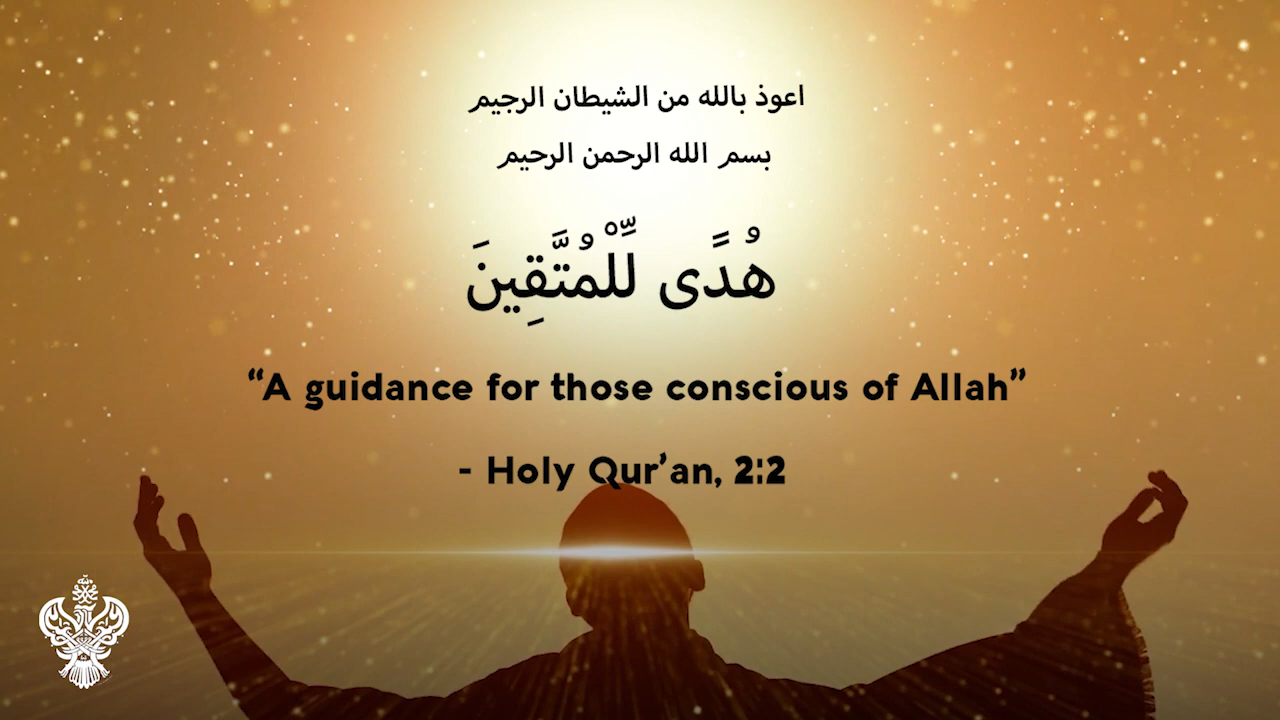 اعوذ بالله من الشيطان الرجيم
بسم الله الرحمن الرحيم
هُدًى لِّلْمُتَّقِينَ
“A guidance for those conscious of Allah”
- Holy Qur’an, 2:2